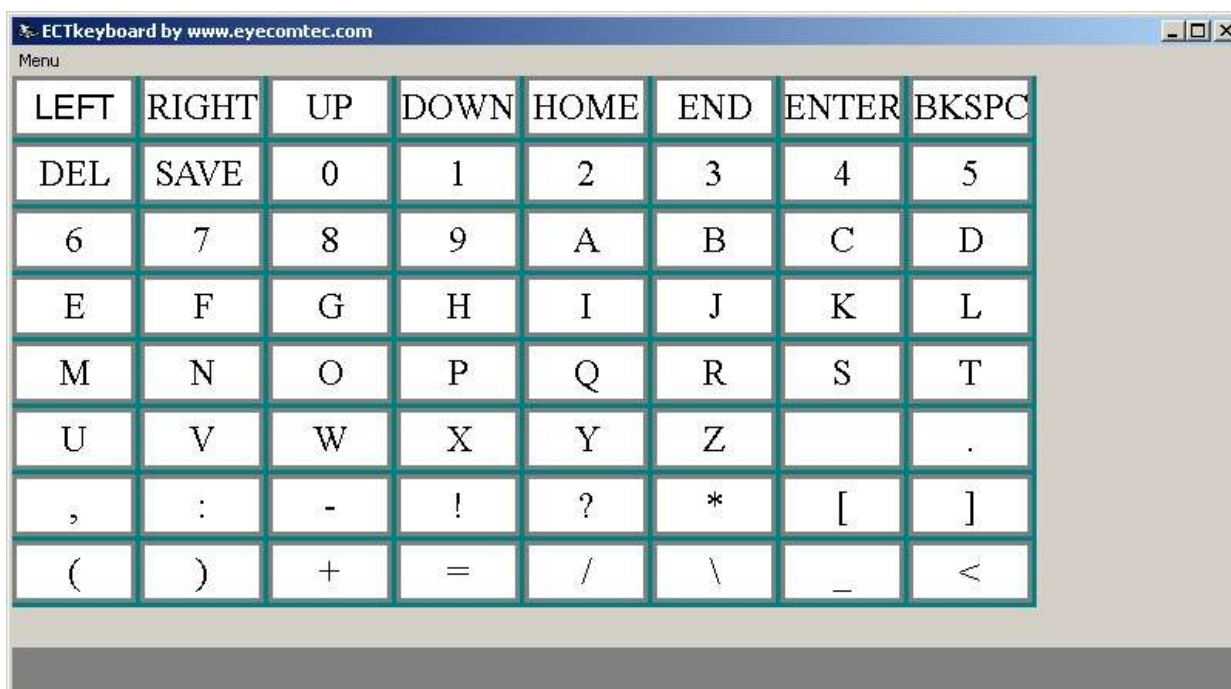 ECTkeyboard by www.eyecomtec.com
Menu
LEFT RIGHT UP DOWN HOME END ENTER BKSPC
DEL SAVE 0 1 2 3 4 5
6 7 8 9 A B C D
E F G H I J K L
M N O P Q R S T
U V W X Y Z .
, : - ! ? * [ ]
( ) + = / \ _ <